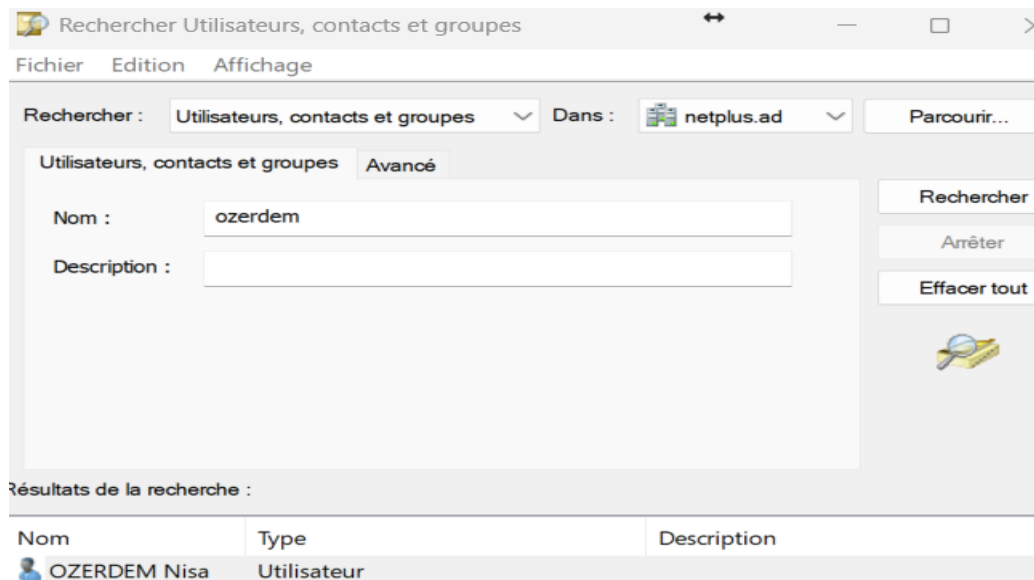 Rechercher Utilisateurs, contacts et groupes
Fichier Edition Affichage
Rechercher : Utilisateurs, contacts et groupes Dans : netplus.ad Parcourir...
Utilisateurs, contacts et groupes Avancé
Nom : ozerdem
Description :
Rechercher
Arrêter
Effacer tout
Résultats de la recherche :
Nom Type Description
OZERDEM Nisa Utilisateur